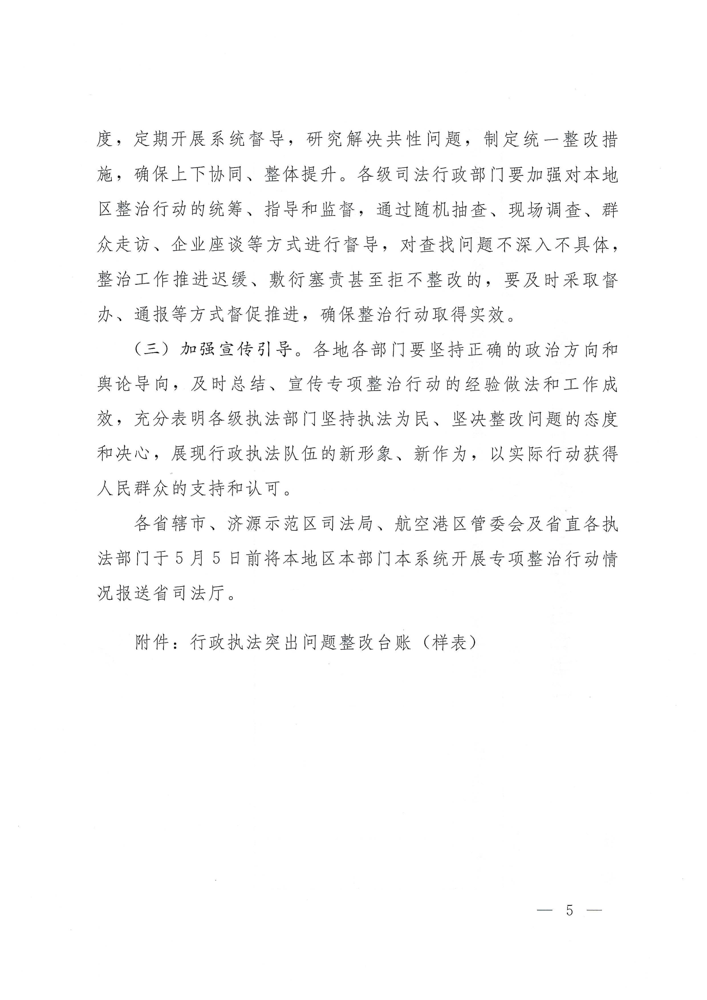 度，定期开展系统督导，研究解决共性问题，制定统一整改措
施，确保上下协同、整体提升。各级司法行政部门要加强对本地
区整治行动的统筹、指导和监督，通过随机抽查、现场调查、群
众走访、企业座谈等方式进行督导，对查找问题不深入不具体，
整治工作推进迟缓、敷衍塞责甚至拒不整改的，要及时采取督
办、通报等方式督促推进，确保整治行动取得实效。
（三）加强宣传引导。各地各部门要坚持正确的政治方向和
舆论导向，及时总结、宣传专项整治行动的经验做法和工作成
效，充分表明各级执法部门坚持执法为民、坚决整改问题的态度
和决心，展现行政执法队伍的新形象、新作为，以实际行动获得
人民群众的支持和认可。
各省辖市、济源示范区司法局、航空港区管委会及省直各执
法部门于5月5日前将本地区本部门本系统开展专项整治行动情
况报送省司法厅。
附件：行政执法突出问题整改台账（样表）
— 5 —